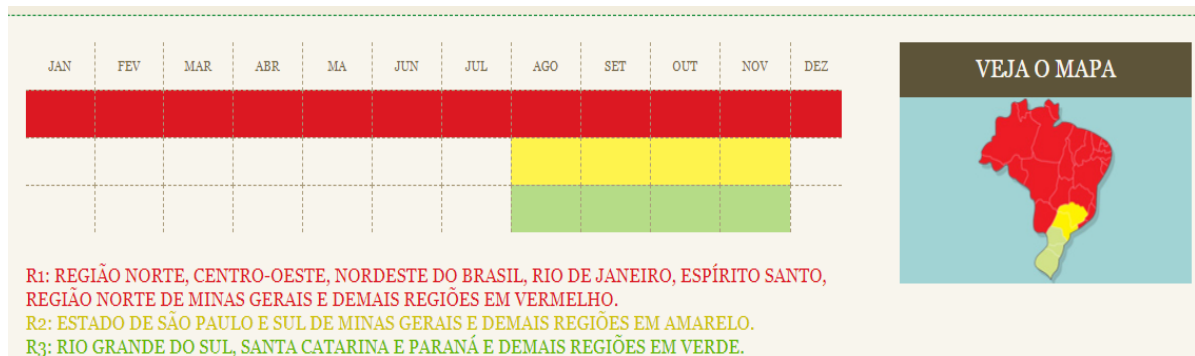 JAN FEV MAR ABR MA JUN JUL AGO SET OUT NOV DEZ
VEJA O MAPA
R1: REGIÃO NORTE, CENTRO-OESTE, NORDESTE DO BRASIL, RIO DE JANEIRO, ESPÍRITO SANTO,
REGIÃO NORTE DE MINAS GERAIS E DEMAIS REGIÕES EM VERMELHO.
R2: ESTADO DE SÃO PAULO E SUL DE MINAS GERAIS E DEMAIS REGIÕES EM AMARELO.
R3: RIO GRANDE DO SUL, SANTA CATARINA E PARANÁ E DEMAIS REGIÕES EM VERDE.